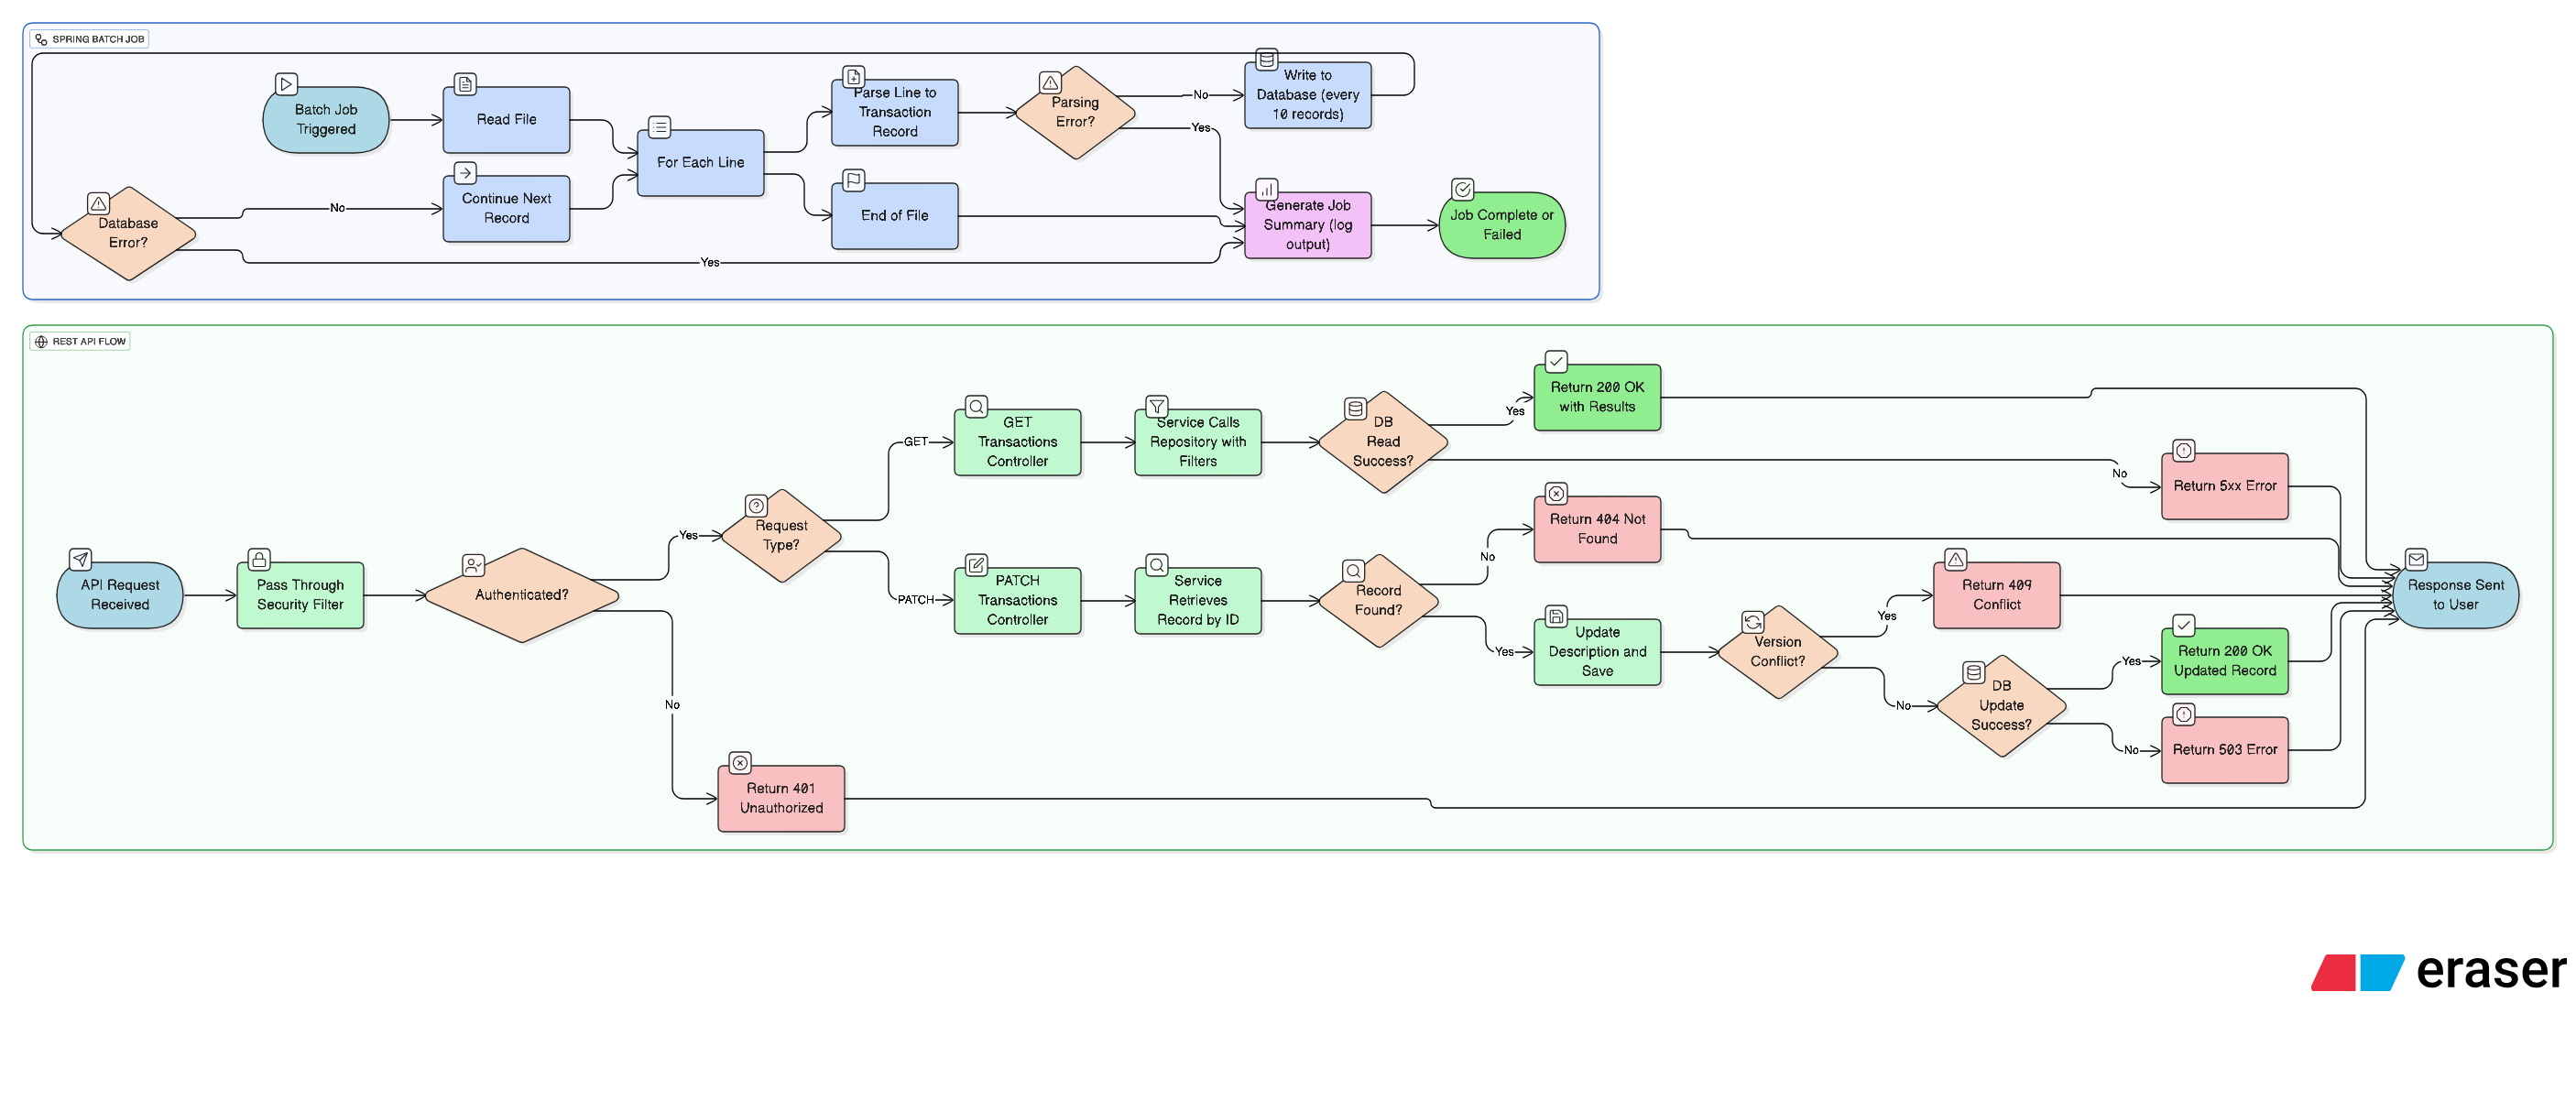 SPRING BATCH JOB
Batch Job
Triggered
Read File
For Each Line
Parse Line to
Transaction
Record
Parsing
Error?
No
Write to
Database (every
10 records)
Yes
Database
Error?
No
Continue Next
Record
End of File
Generate Job
Summary (log
output)
Job Complete or
Failed
Yes
REST API FLOW
API Request
Received
Pass Through
Security Filter
Authenticated?
Yes
Request
Type?
GET
GET
Transactions
Controller
Service Calls
Repository with
Filters
DB
Read
Success?
Yes
Return 200 OK
with Results
No
Return 5xx Error
PATCH
PATCH
Transactions
Controller
Service
Retrieves
Record by ID
Record
Found?
No
Return 404 Not
Found
Yes
Update
Description and
Save
Version
Conflict?
Yes
Return 409
Conflict
No
DB
Update
Success?
Yes
Return 200 OK
Updated Record
No
Return 503 Error
Response Sent
to User
No
Return 401
Unauthorized
eraser